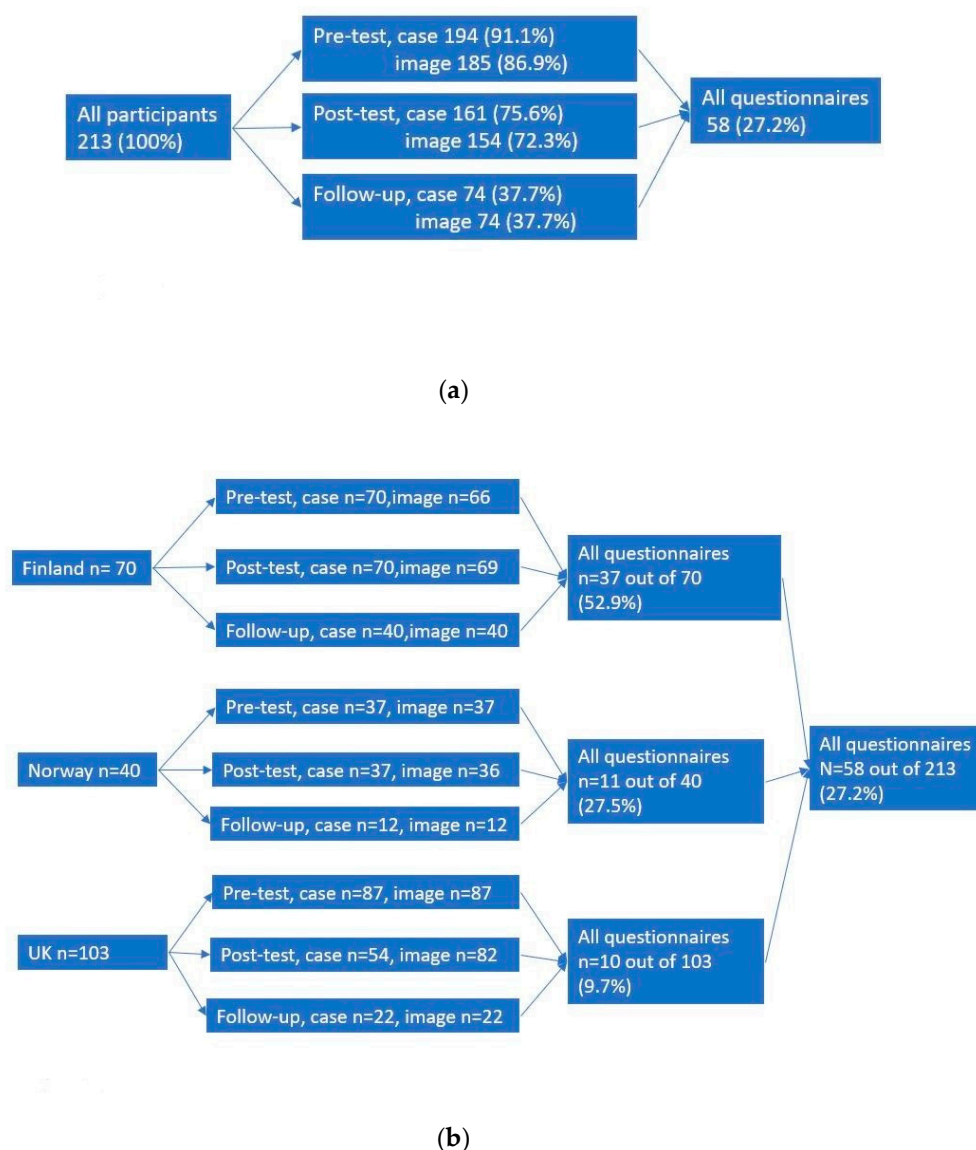 Pre-test, case 194 (91.1%)
image 185 (86.9%)
All participants
213 (100%)
Post-test, case 161 (75.6%)
image 154 (72.3%)
All questionnaires
58 (27.2%)
Follow-up, case 74 (37.7%)
image 74 (37.7%)
(a)
Pre-test, case n=70,image n=66
Finland n= 70
Post-test, case n=70,image n=69
Follow-up, case n=40,image n=40
All questionnaires
n=37 out of 70
(52.9%)
Pre-test, case n=37, image n=37
Norway n=40
Post-test, case n=37, image n=36
Follow-up, case n=12, image n=12
All questionnaires
n=11 out of 40
(27.5%)
All questionnaires
N=58 out of 213
(27.2%)
Pre-test, case n=87, image n=87
UK n=103
Post-test, case n=54, image n=82
Follow-up, case n=22, image n=22
All questionnaires
n=10 out of 103
(9.7%)
(b)